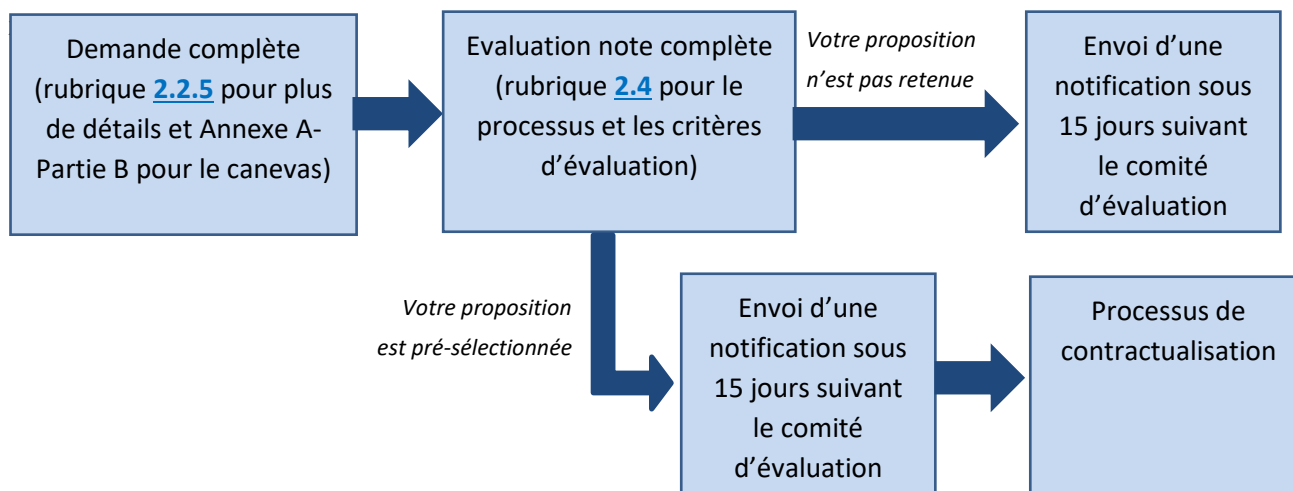 Demande complète
(rubrique 2.2.5 pour plus
de détails et Annexe A-
Partie B pour le canevas)
Evaluation note complète
(rubrique 2.4 pour le
processus et les critères
d’évaluation)
Votre proposition
n’est pas retenue
Envoi d’une
notification sous
15 jours suivant
le comité
d’évaluation
Votre proposition
est pré-sélectionnée
Envoi d’une
notification sous
15 jours suivant
le comité
d’évaluation
Processus de
contractualisation